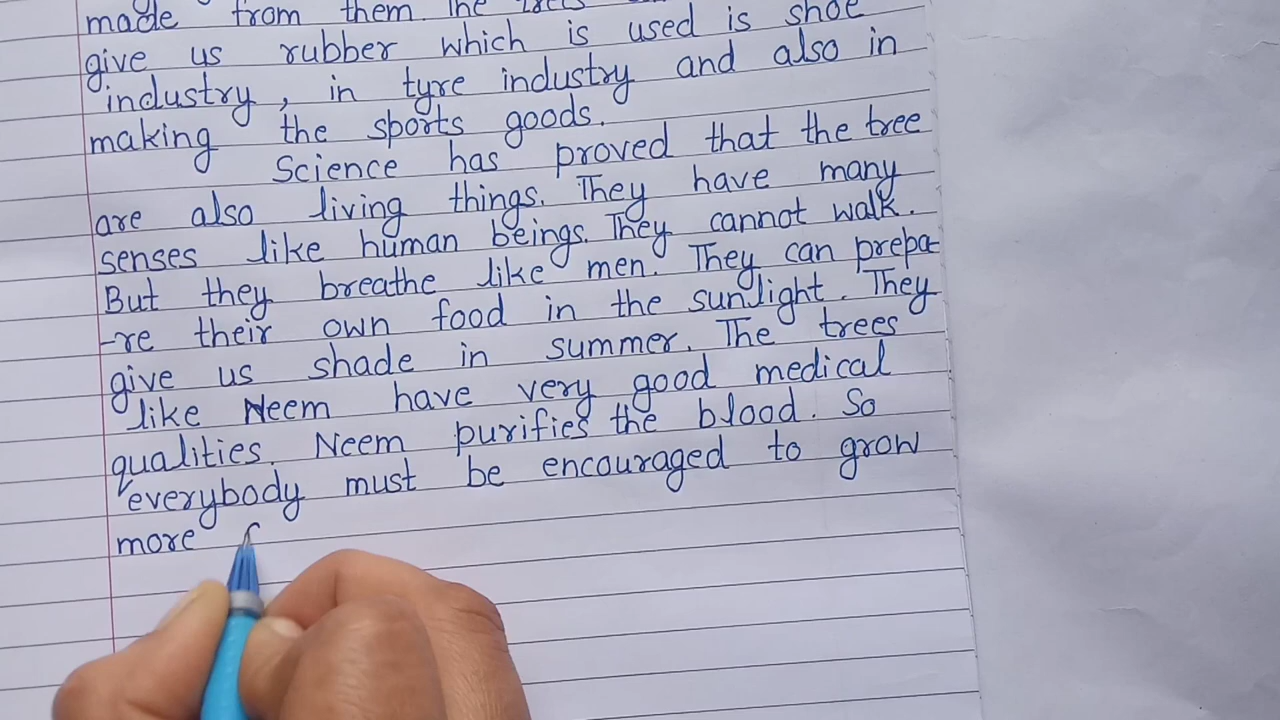 made from them. The trees
give us rubber which is used is shoe
industry, in tyre industry and also in
making the sports goods.
Science has proved that the tree
are also living things. They have many
senses like human beings. They cannot walk.
But they breathe like men. They can prepa-
-re their own food in the sunlight. They
give us shade in summer. The trees
like Neem have very good medical
qualities. Neem purifies the blood. So
everybody must be encouraged to grow
more